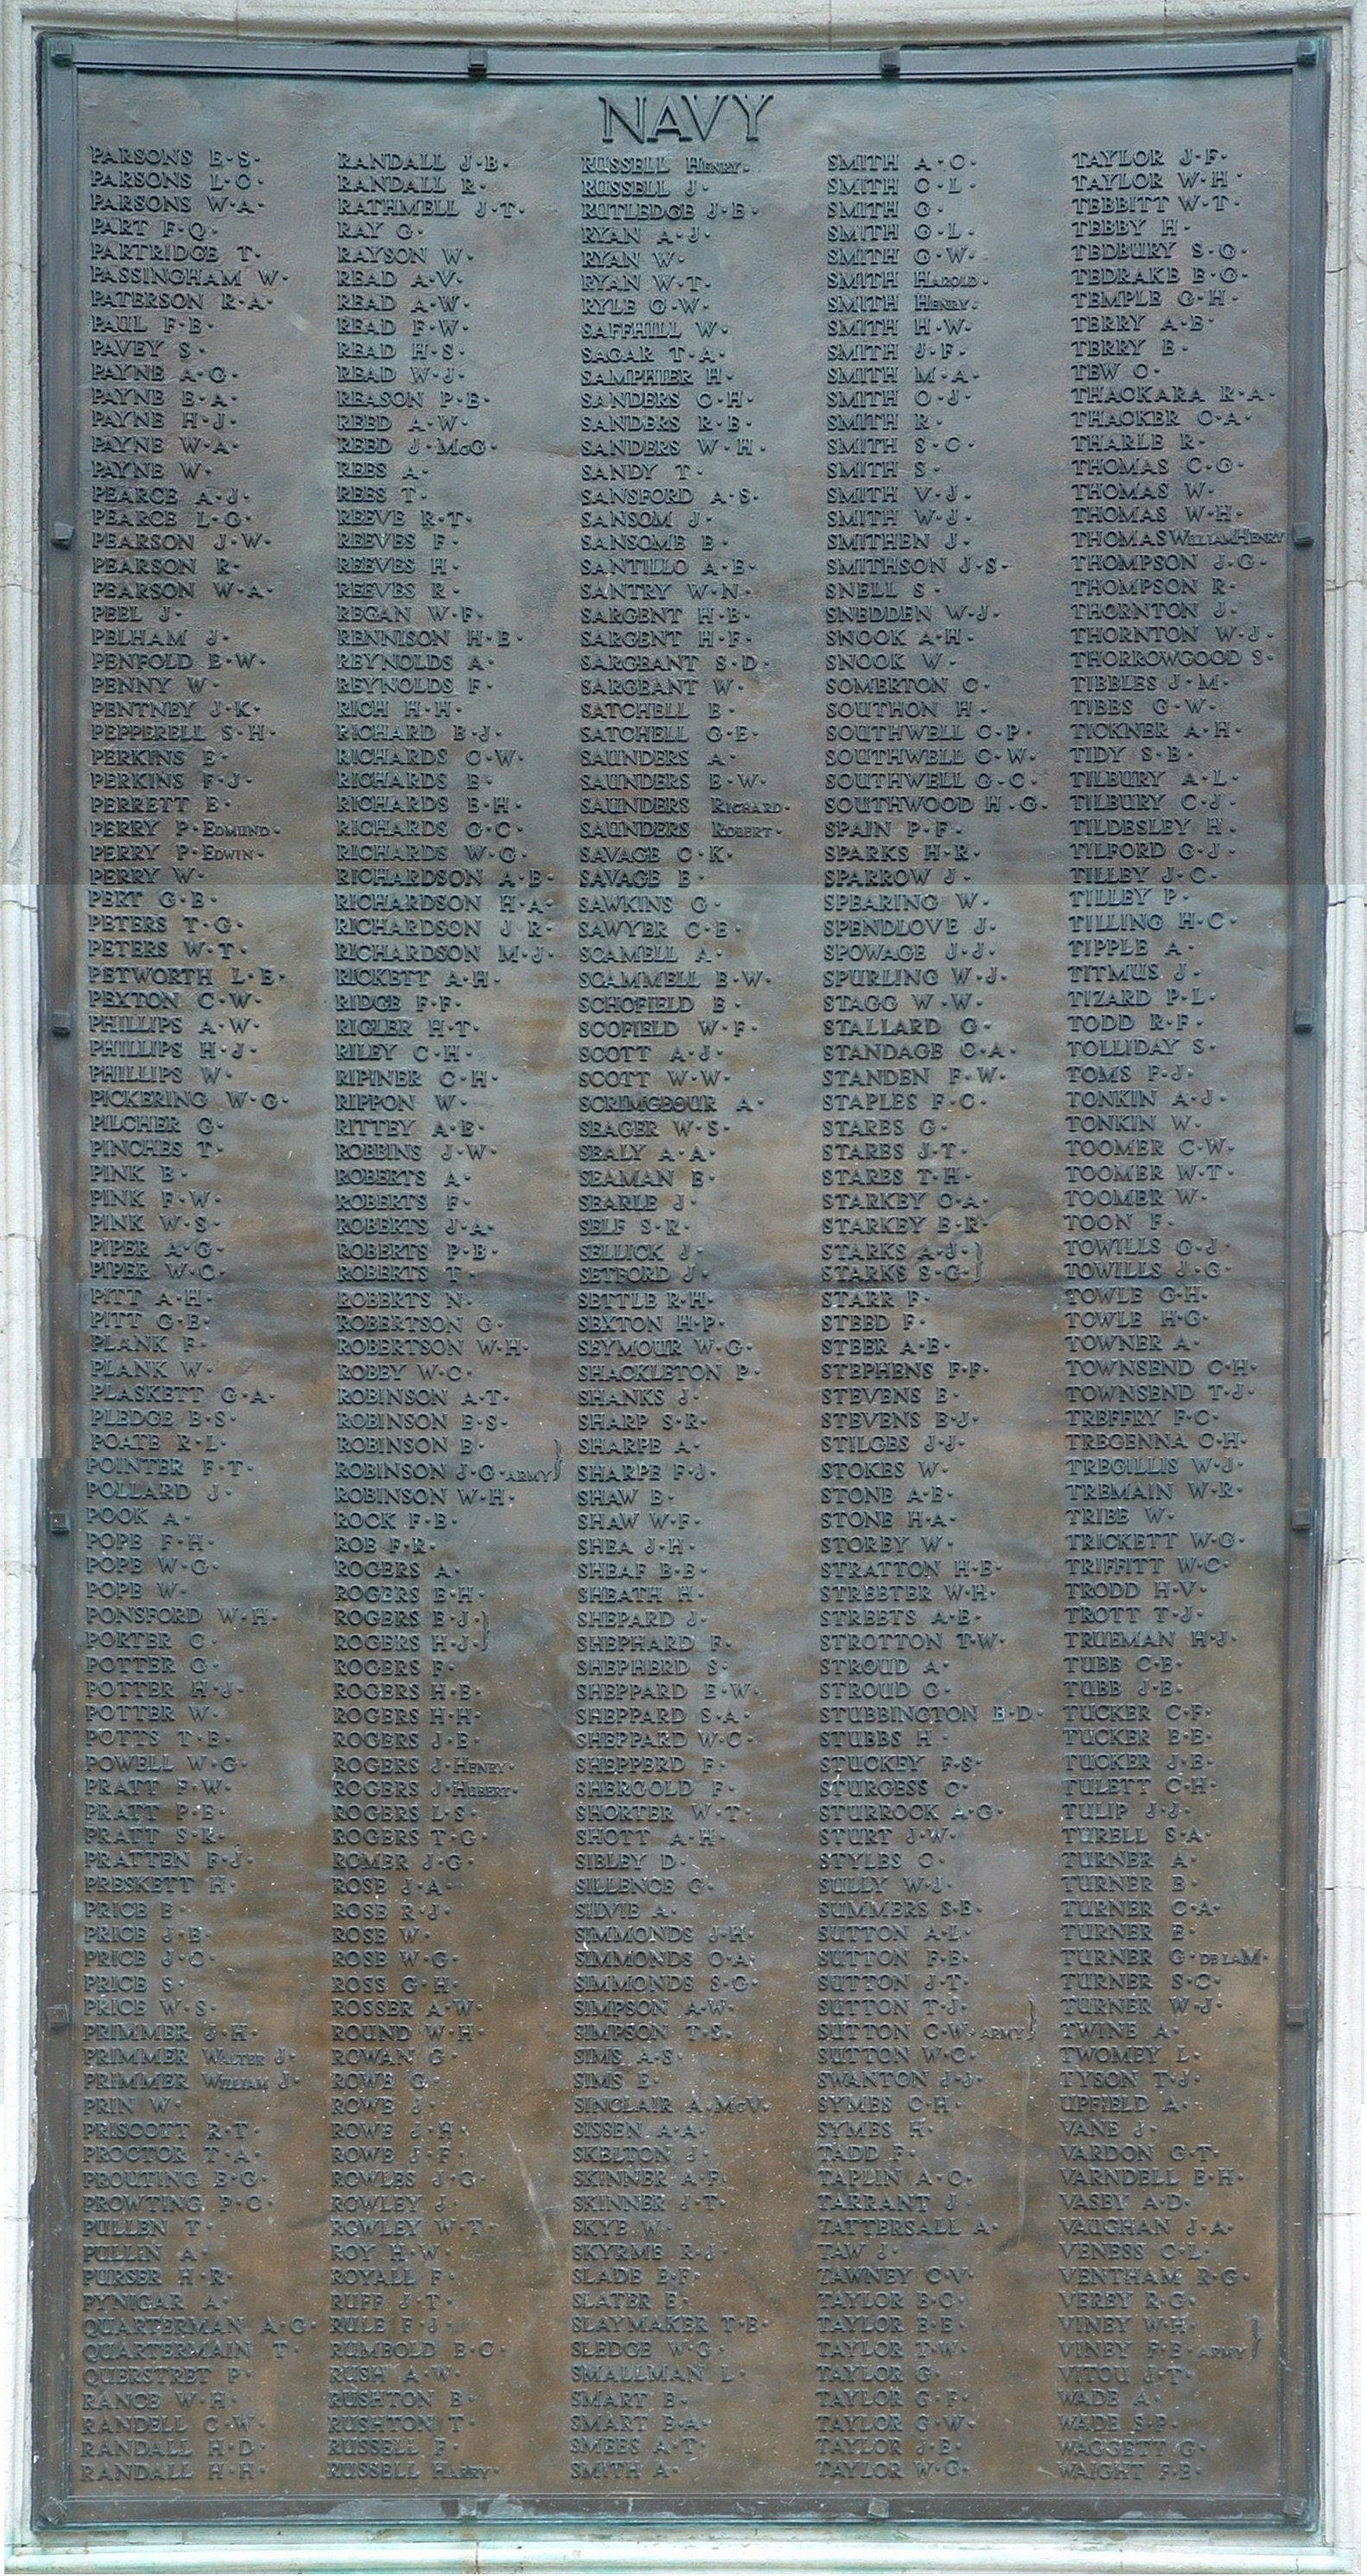 NAVY
PARSONS E·S·
PARSONS L·C·
PARSONS W·A·
PART F·Q·
PARTRIDGE T·
PASSINGHAM W·
PATERSON R·A·
PAUL F·E·
PAVEY S·
PAYNE A·G·
PAYNE E·A·
PAYNE H·J·
PAYNE W·A·
PAYNE W·
PEARCE A·J·
PEARCE L·G·
PEARSON J·W·
PEARSON R·
PEARSON W·A·
PEEL J·
PELHAM J·
PENFOLD E·W·
PENNY W·
PENTNEY J·K·
PEPPERELL S·H·
PERKINS E·
PERKINS F·J·
PERRETT E·
PERRY P·EDMUND·
PERRY P·EDWIN·
PERRY W·
PERT G·E·
PETERS T·G·
PETERS W·T·
PETWORTH L·E·
PEXTON C·W·
PHILLIPS A·W·
PHILLIPS H·J·
PHILLIPS W·
PICKERING W·G·
PILCHER G·
PINCHES T·
PINK B·
PINK F·W·
PINK W·S·
PIPER A·G·
PIPER W·C·
PITT A·H·
PITT G·E·
PLANK F·
PLANK W·
PLASKETT G·A·
PLEDGE B·S·
POATE R·L·
POINTER F·T·
POLLARD J·
POOK A·
POPE F·H·
POPE W·G·
POPE W·
PONSFORD W·H·
PORTER C·
POTTER G·
POTTER H·J·
POTTER W·
POTTS T·E·
POWELL W·G·
PRATT F·W·
PRATT P·E·
PRATT S·R·
PRATTEN F·J·
PRESKETT H·
PRICE E·
PRICE J·E·
PRICE J·C·
PRICE S·
PRICE W·S·
PRIMMER J·H·
PRIMMER WALTER J·
PRIMMER WILLIAM J·
PRIN W·
PRISCOTT R·T·
PROCTOR T·A·
PROUTING E·G·
PROWTING P·C·
PULLEN T·
PULLIN A·
PURSER H·R·
PYNIGAR A·
QUARTERMAN A·G·
QUARTERMAIN T·
QUERSTRET P·
RANCE W·H·
RANDELL C·W·
RANDALL H·D·
RANDALL H·H·
RANDALL J·B·
RANDALL R·
RATHMELL J·T·
RAY G·
RAYSON W·
READ A·V·
READ A·W·
READ F·W·
READ H·S·
READ W·J·
REASON P·E·
REED A·W·
REED J·McG·
REES A·
REES T·
REEVE R·T·
REEVES F·
REEVES H·
REEVES R·
REGAN W·F·
RENNISON H·E·
REYNOLDS A·
REYNOLDS F·
RICH H·H·
RICHARD B·J·
RICHARDS C·W·
RICHARDS E·
RICHARDS E·H·
RICHARDS G·C·
RICHARDS W·G·
RICHARDSON A·E·
RICHARDSON H·A·
RICHARDSON J·R·
RICHARDSON M·J·
RICKETT A·H·
RIDGE F·F·
RIGLER H·T·
RILEY C·H·
RIPINER C·H·
RIPPON W·
RITTEY A·E·
ROBBINS J·W·
ROBERTS A·
ROBERTS F·
ROBERTS J·A·
ROBERTS P·B·
ROBERTS T·
ROBERTS N·
ROBERTSON G·
ROBERTSON W·H·
ROBEY W·C·
ROBINSON A·T·
ROBINSON E·S·
ROBINSON E·
ROBINSON J·G·ARMY
ROBINSON W·H·
ROCK F·E·
ROE F·R·
ROGERS A·
ROGERS E·H·
ROGERS E·J·
ROGERS H·J·
ROGERS F·
ROGERS H·E·
ROGERS H·H·
ROGERS J·E·
ROGERS J·HENRY·
ROGERS J·HUBERT·
ROGERS L·S·
ROGERS T·G·
ROMER J·G·
ROSE J·A·
ROSE R·J·
ROSE W·
ROSE W·G·
ROSS G·H·
ROSSER A·W·
ROUND W·H·
ROWAN G·
ROWE G·
ROWE J·
ROWE J·H·
ROWE J·F·
ROWLES J·G·
ROWLEY J·
ROWLEY W·T·
ROY H·W·
ROYALL F·
RUFF J·T·
RULE F·J·
RUMBOLD E·C·
RUSH A·W·
RUSHTON B·
RUSHTON T·
RUSSELL F·
RUSSELL HARRY·
RUSSELL HENRY·
RUSSELL J·
RUTLEDGE J·E·
RYAN A·J·
RYAN W·
RYAN W·T·
RYLE G·W·
SAFFHILL W·
SAGAR T·A·
SAMPHIER H·
SANDERS C·H·
SANDERS R·E·
SANDERS W·H·
SANDY T·
SANSFORD A·S·
SANSOM J·
SANSOME E·
SANTILLO A·E·
SANTRY W·N·
SARGENT H·E·
SARGENT H·F·
SARGEANT S·D·
SARGEANT W·
SATCHELL E·
SATCHELL G·E·
SAUNDERS A·
SAUNDERS E·W·
SAUNDERS RICHARD·
SAUNDERS ROBERT·
SAVAGE C·K·
SAVAGE E·
SAWKINS G·
SAWYER C·E·
SCAMELL A·
SCAMMELL E·W·
SCHOFIELD E·
SCOFIELD W·F·
SCOTT A·J·
SCOTT W·W·
SCRIMGEOUR A·
SEAGER W·S·
SEALY A·A·
SEAMAN E·
SEARLE J·
SELF S·R·
SELLICK J·
SETFORD J·
SETTLE R·H·
SEXTON H·P·
SEYMOUR W·G·
SHACKLETON P·
SHANKS J·
SHARP S·R·
SHARPE A·
SHARPE F·J·
SHAW E·
SHAW W·F·
SHEA J·H·
SHEAF B·E·
SHEATH H·
SHEPARD J·
SHEPHARD F·
SHEPHERD S·
SHEPPARD E·W·
SHEPPARD S·A·
SHEPPARD W·C·
SHEPPERD F·
SHERGOLD F·
SHORTER W·T·
SHOTT A·H·
SIBLEY D·
SILLENCE G·
SILVIE A·
SIMMONDS J·H·
SIMMONDS O·A·
SIMMONDS S·G·
SIMPSON A·W·
SIMPSON T·S·
SIMS A·S·
SIMS E·
SINCLAIR A·McV·
SISSEN A·A·
SKELTON J·
SKINNER A·F·
SKINNER J·T·
SKYE W·
SKYRME R·J·
SLADE E·F·
SLATER E·
SLAYMAKER T·E·
SLEDGE W·G·
SMALLMAN L·
SMART B·
SMART E·A·
SMEES A·T·
SMITH A·
SMITH A·C·
SMITH C·L·
SMITH G·
SMITH G·L·
SMITH G·W·
SMITH HAROLD·
SMITH HENRY·
SMITH H·W·
SMITH J·F·
SMITH M·A·
SMITH O·J·
SMITH R·
SMITH S·C·
SMITH S·
SMITH V·J·
SMITH W·J·
SMITHEN J·
SMITHSON J·S·
SNELL S·
SNEDDEN W·J·
SNOOK A·H·
SNOOK W·
SOMERTON C·
SOUTHON H·
SOUTHWELL C·P·
SOUTHWELL C·W·
SOUTHWELL G·C·
SOUTHWOOD H·G·
SPAIN P·F·
SPARKS H·R·
SPARROW J·
SPEARING W·
SPENDLOVE J·
SPOWAGE J·J·
SPURLING W·J·
STAGG W·W·
STALLARD G·
STANDAGE C·A·
STANDEN F·W·
STAPLES F·C·
STARES G·
STARES J·T·
STARES T·H·
STARKEY C·A·
STARKEY E·R·
STARKS A·J·
STARKS S·G·
STARR F·
STEED F·
STEER A·E·
STEPHENS F·F·
STEVENS E·
STEVENS E·J·
STILGES J·J·
STOKES W·
STONE A·E·
STONE H·A·
STOREY W·
STRATTON H·E·
STREETER W·H·
STREETS A·E·
STROTTON T·W·
STROUD A·
STROUD G·
STUBBINGTON B·D·
STUBBS H·
STUCKEY F·S·
STURGESS C·
STURROCK A·G·
STURT J·W·
STYLES C·
SULLY W·J·
SUMMERS S·E·
SUTTON A·L·
SUTTON F·E·
SUTTON J·T·
SUTTON T·J·
SUTTON C·W·ARMY
SUTTON W·C·
SWANTON J·J·
SYMES C·H·
SYMES H·
TADD F·
TAPLIN A·C·
TARRANT J·
TATTERSALL A·
TAW J·
TAWNEY C·V·
TAYLOR E·C·
TAYLOR E·E·
TAYLOR T·W·
TAYLOR G·
TAYLOR G·F·
TAYLOR G·W·
TAYLOR J·E·
TAYLOR W·G·
TAYLOR J·F·
TAYLOR W·H·
TEBBITT W·T·
TEBBY H·
TEDBURY S·G·
TEDRAKE E·G·
TEMPLE G·H·
TERRY A·E·
TERRY E·
TEW C·
THACKARA R·A·
THACKER C·A·
THARLE R·
THOMAS C·G·
THOMAS W·
THOMAS W·H·
THOMAS WILLIAM HENRY
THOMPSON J·G·
THOMPSON R·
THORNTON J·
THORNTON W·J·
THORROWGOOD S·
TIBBLES J·M·
TIBBS G·W·
TICKNER A·H·
TIDY S·B·
TILBURY A·L·
TILBURY C·J·
TILDESLEY H·
TILFORD G·J·
TILLEY J·C·
TILLEY P·
TILLING H·C·
TIPPLE A·
TITMUS J·
TIZARD P·L·
TODD R·F·
TOLLIDAY S·
TOMS F·J·
TONKIN A·J·
TONKIN W·
TOOMER C·W·
TOOMER W·T·
TOOMER W·
TOON F·
TOWILLS G·J·
TOWILLS J·G·
TOWLE G·H·
TOWLE H·G·
TOWNER A·
TOWNSEND C·H·
TOWNSEND T·J·
TREFFRY F·C·
TREGENNA C·H·
TREGILLIS W·J·
TREMAIN W·R·
TRIBE W·
TRICKETT W·G·
TRIFFITT W·C·
TRODD H·V·
TROTT T·J·
TRUEMAN H·J·
TUBB C·E·
TUBB J·E·
TUCKER C·F·
TUCKER E·E·
TUCKER J·E·
TULETT C·H·
TULIP J·J·
TURELL S·A·
TURNER A·
TURNER B·
TURNER C·A·
TURNER E·
TURNER G·DE LA M·
TURNER S·C·
TURNER W·J·
TWINE A·
TWOMEY L·
TYSON T·J·
UPFIELD A·
VANE J·
VARDON G·T·
VARNDELL E·H·
VASEY A·D·
VAUGHAN J·A·
VENESS C·L·
VENTHAM R·G·
VERBY R·G·
VINEY W·H·
VINEY F·E·ARMY
VITOU J·T·
WADE A·
WADE S·P·
WAGGETT G·
WAIGHT F·E·